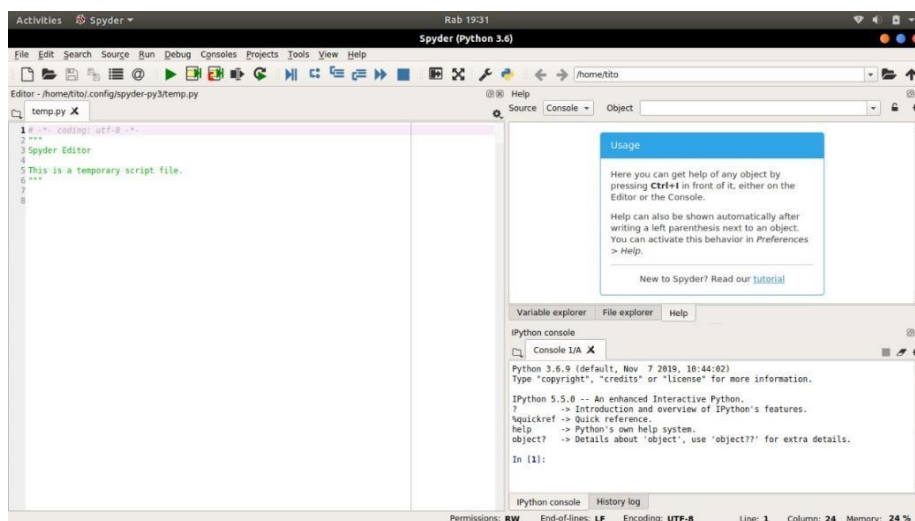 Activities Spyder Rab 19:31
Spyder (Python 3.6)
File Edit Search Source Run Debug Consoles Projects Tools View Help
/home/tito
Editor - /home/tito/.config/spyder-py3/temp.py
temp.py
1 # -*- coding: utf-8 -*-
2 """
3 Spyder Editor
4
5 This is a temporary script file.
6 """
7
8
Help
Source Console Object
Usage
Here you can get help of any object by
pressing Ctrl+I in front of it, either on the
Editor or the Console.
Help can also be shown automatically after
writing a left parenthesis next to an object.
You can activate this behavior in Preferences
> Help.
New to Spyder? Read our tutorial
Variable explorer File explorer Help
IPython console
Console 1/A
Python 3.6.9 (default, Nov 7 2019, 10:44:02)
Type "copyright", "credits" or "license" for more information.
IPython 5.5.0 -- An enhanced Interactive Python.
? -> Introduction and overview of IPython's features.
%quickref -> Quick reference.
help -> Python's own help system.
object? -> Details about 'object', use 'object??' for extra details.
In [1]:
IPython console History log
Permissions: RW End-of-lines: LF Encoding: UTF-8 Line: 1 Column: 24 Memory: 24 %